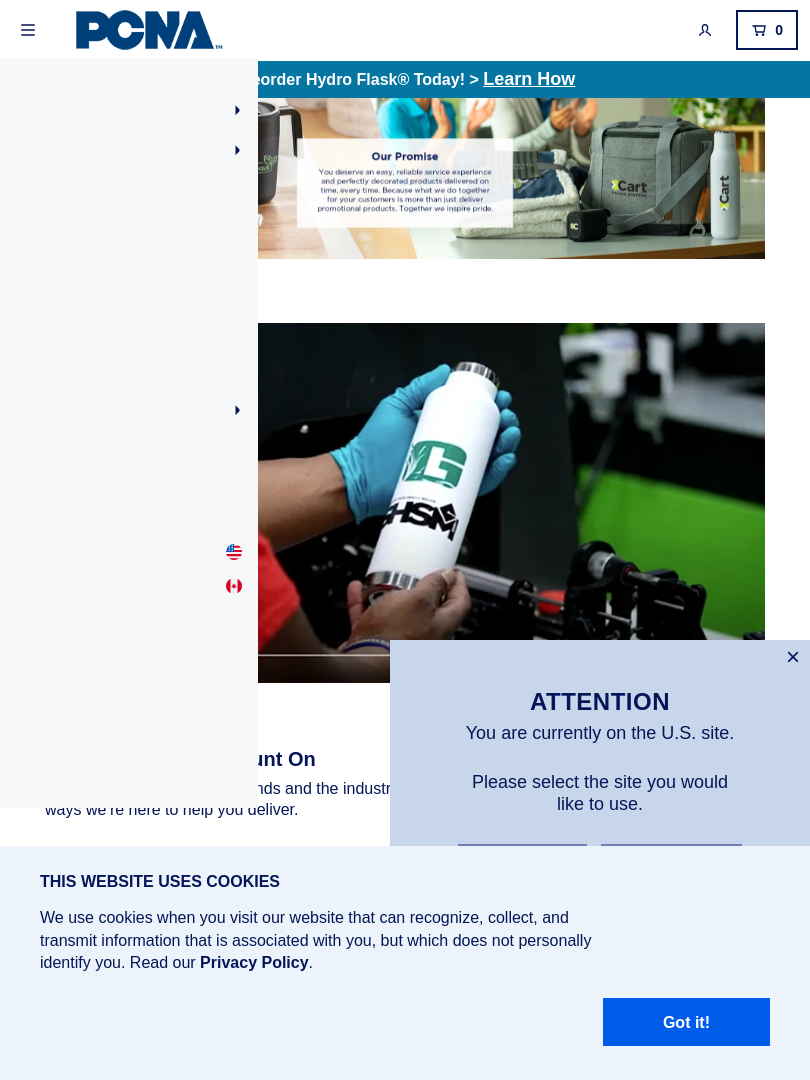 PCNA™
0
eorder Hydro Flask® Today! > Learn How
Our Promise
You deserve an easy, reliable service experience
and perfectly decorated products delivered on
time, every time. Because what we do together
for your customers is more than just deliver
promotional products. Together we inspire pride.
Cart
Cart
GHSM
ATTENTION
You are currently on the U.S. site.
Please select the site you would
like to use.
unt On
nds and the industr
ways we're here to help you deliver.
THIS WEBSITE USES COOKIES
We use cookies when you visit our website that can recognize, collect, and
transmit information that is associated with you, but which does not personally
identify you. Read our Privacy Policy.
Got it!